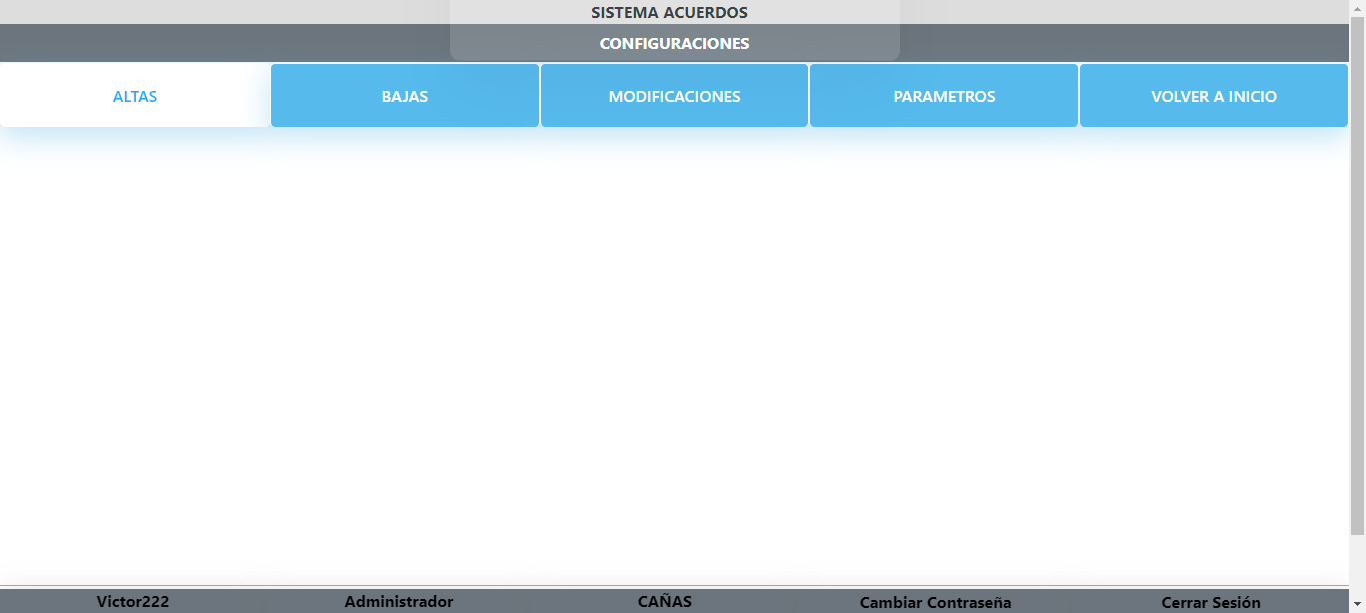 SISTEMA ACUERDOS
CONFIGURACIONES
ALTAS
BAJAS
MODIFICACIONES
PARAMETROS
VOLVER A INICIO
Victor222
Administrador
CAÑAS
Cambiar Contraseña
Cerrar Sesión